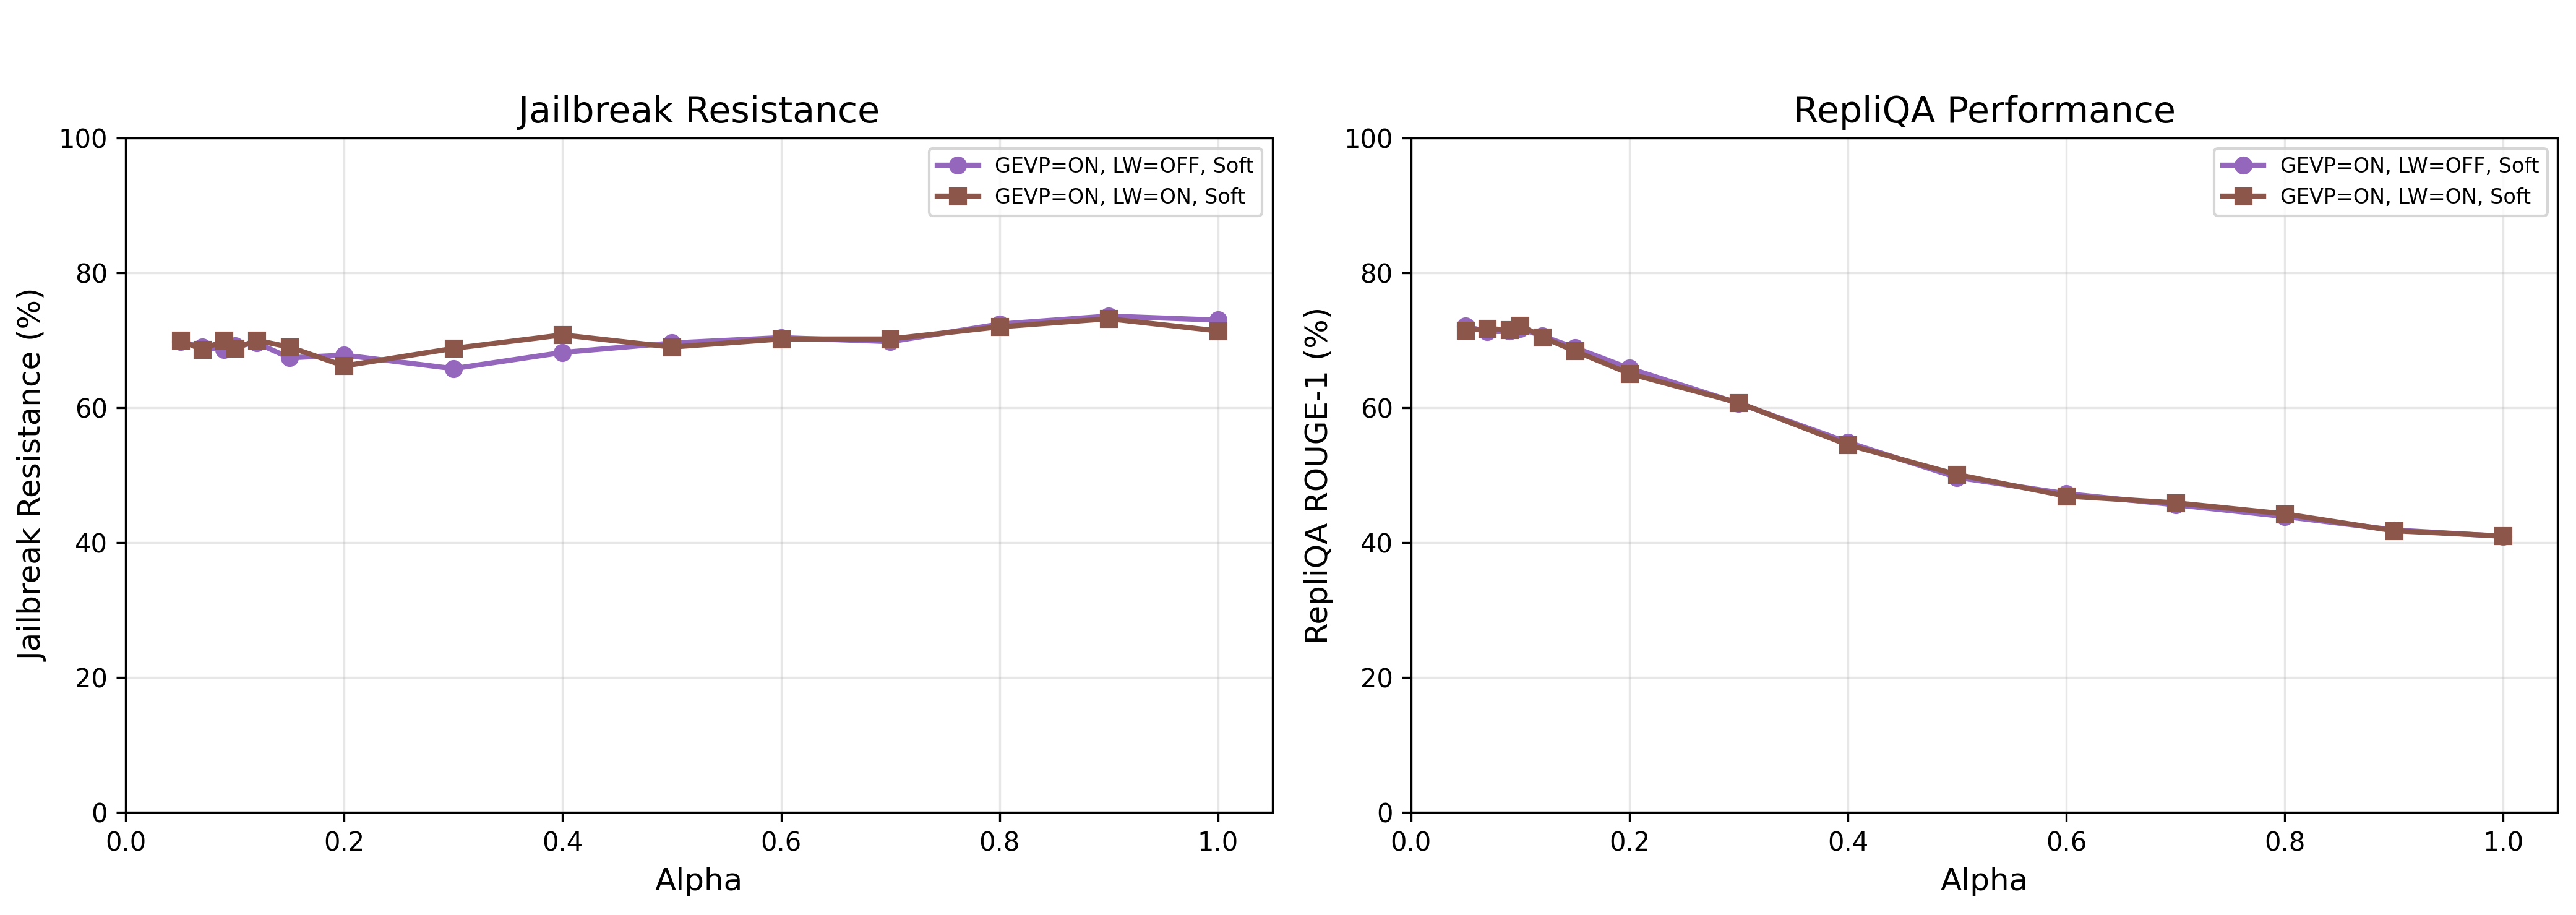 Jailbreak Resistance
Jailbreak Resistance (%)
100
80
60
40
20
0
0.0 0.2 0.4 0.6 0.8 1.0
Alpha
GEVP=ON, LW=OFF, Soft
GEVP=ON, LW=ON, Soft
RepliQA Performance
RepliQA ROUGE-1 (%)
100
80
60
40
20
0
0.0 0.2 0.4 0.6 0.8 1.0
Alpha
GEVP=ON, LW=OFF, Soft
GEVP=ON, LW=ON, Soft